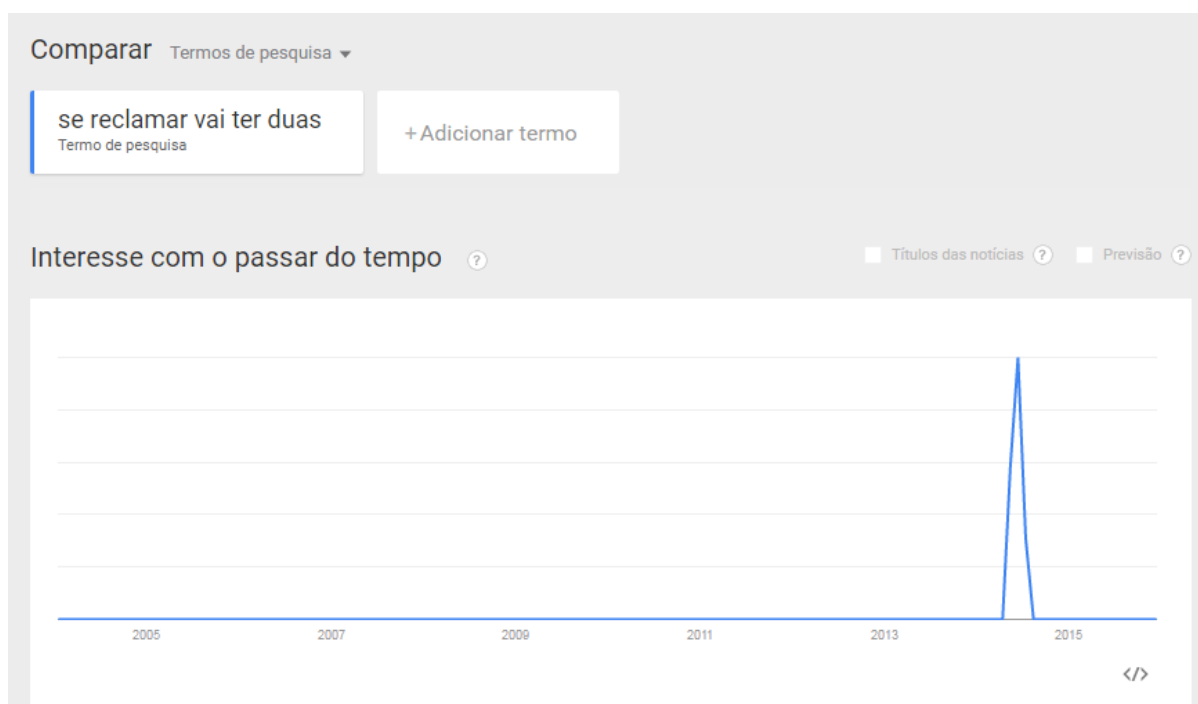 Comparar Termos de pesquisa
se reclamar vai ter duas
Termo de pesquisa
+Adicionar termo
Interesse com o passar do tempo ?
Títulos das notícias ? Previsão ?
2005 2007 2009 2011 2013 2015
</>